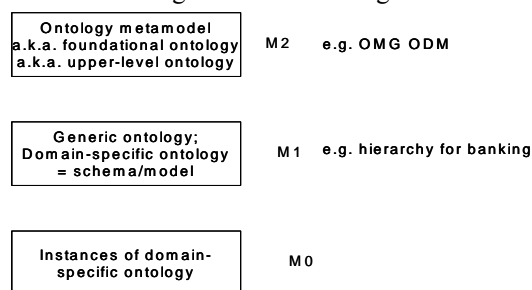 Ontology metamodel
a.k.a. foundational ontology
a.k.a. upper-level ontology
M2
e.g. OMG ODM
Generic ontology;
Domain-specific ontology
= schema/model
M1
e.g. hierarchy for banking
Instances of domain-
specific ontology
M0